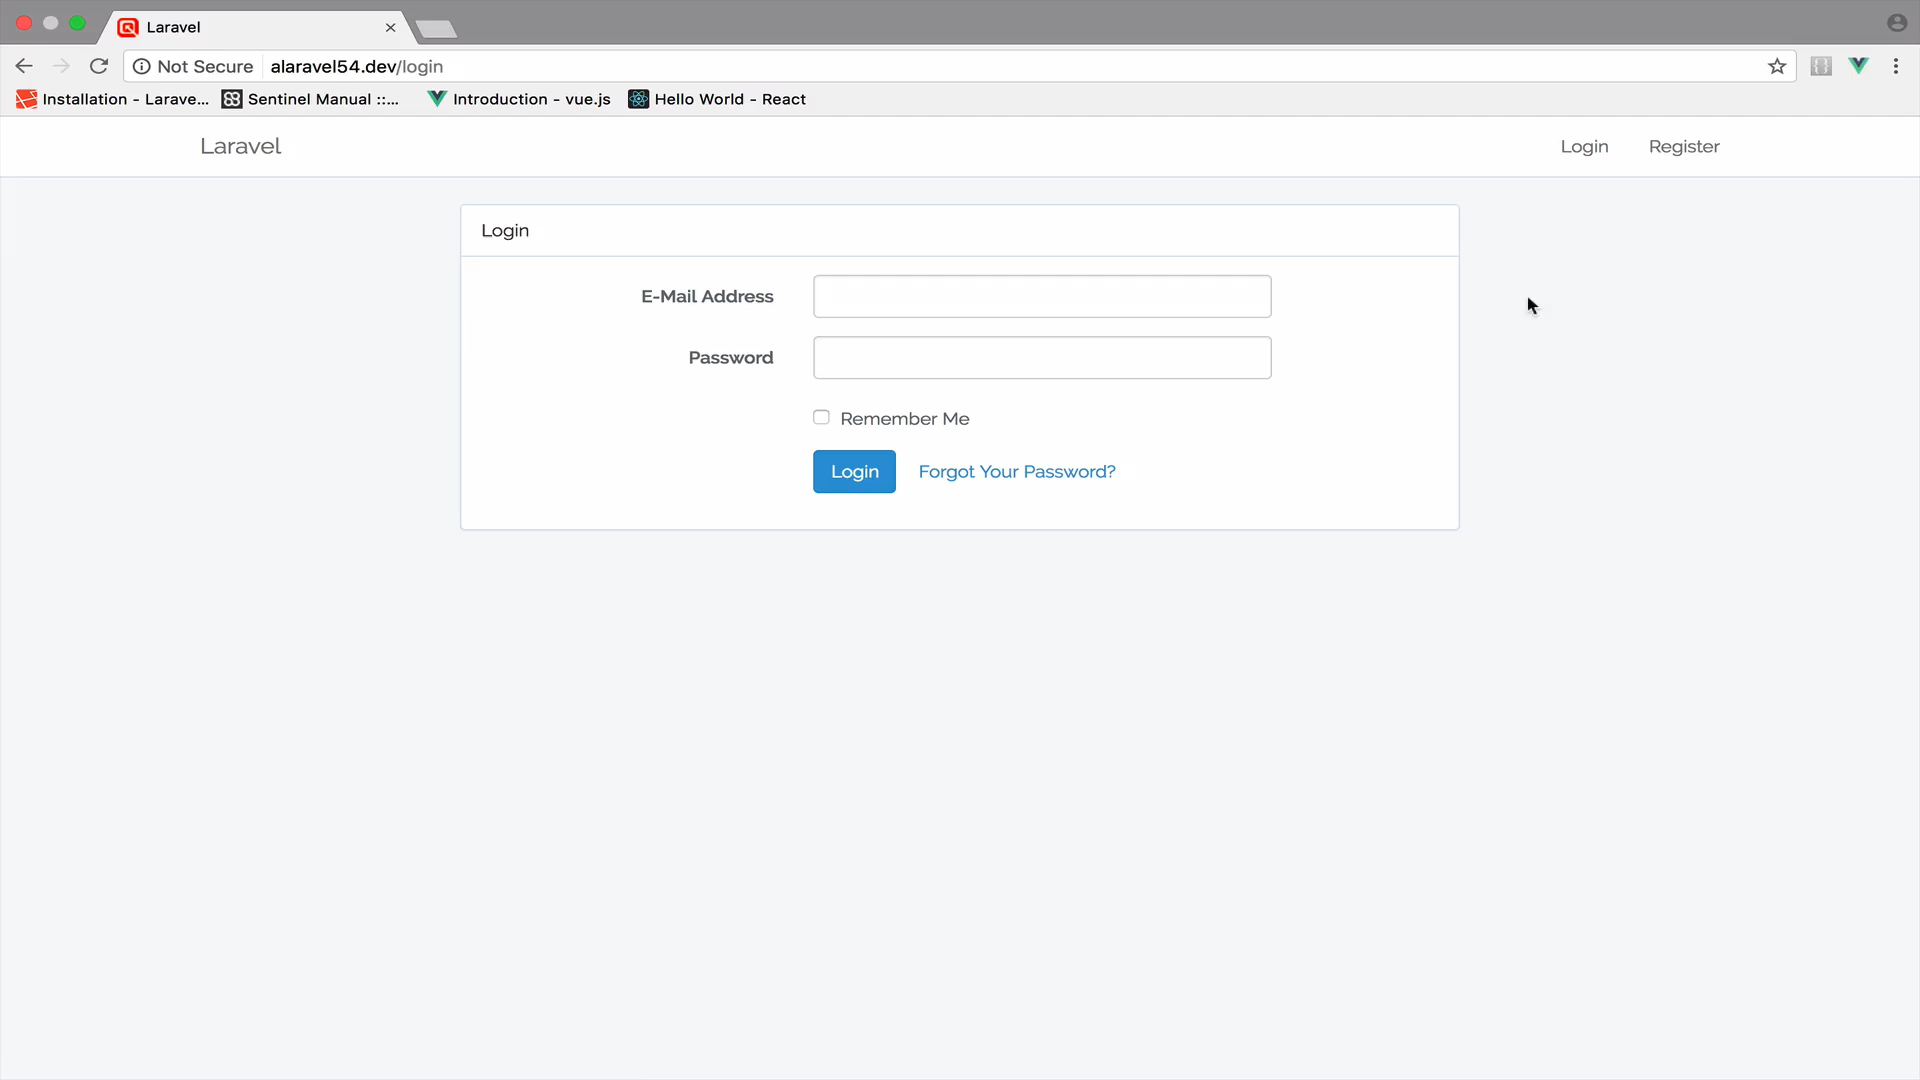 Laravel
Not Secure alaravel54.dev/login
Installation - Larave... Sentinel Manual ::... Introduction - vue.js Hello World - React
Laravel Login Register
Login
E-Mail Address
Password
Remember Me
Login Forgot Your Password?